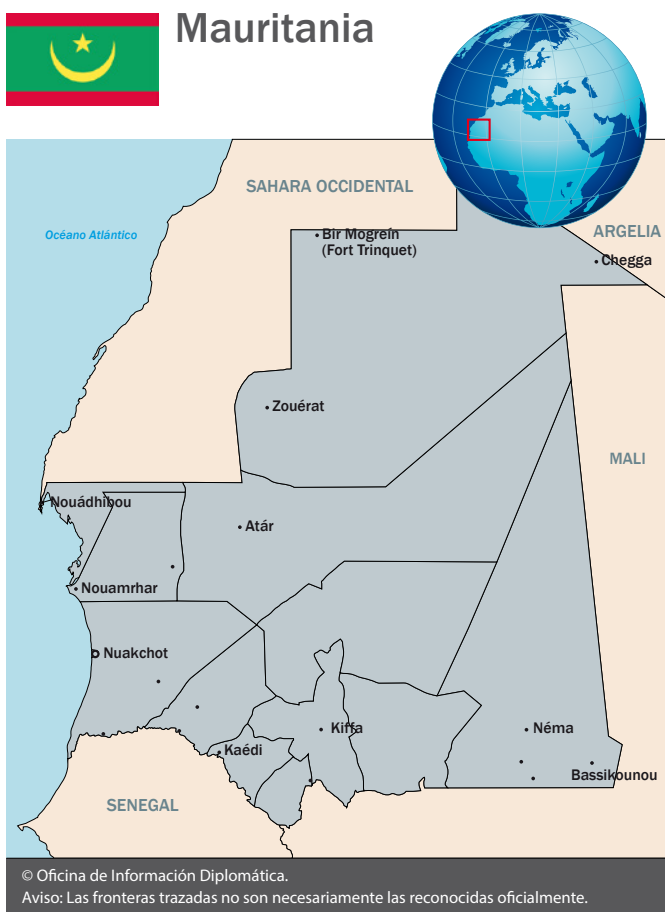 Mauritania
SAHARA OCCIDENTAL
Océano Atlántico
ARGELIA
Bir Mogreín
(Fort Trinquet)
Chegga
Zouérat
MALI
Nouádhibou
Atár
Nouamrhar
Nuakchot
Kiffa
Néma
Kaédi
Bassikounou
SENEGAL
© Oficina de Información Diplomática.
Aviso: Las fronteras trazadas no son necesariamente las reconocidas oficialmente.